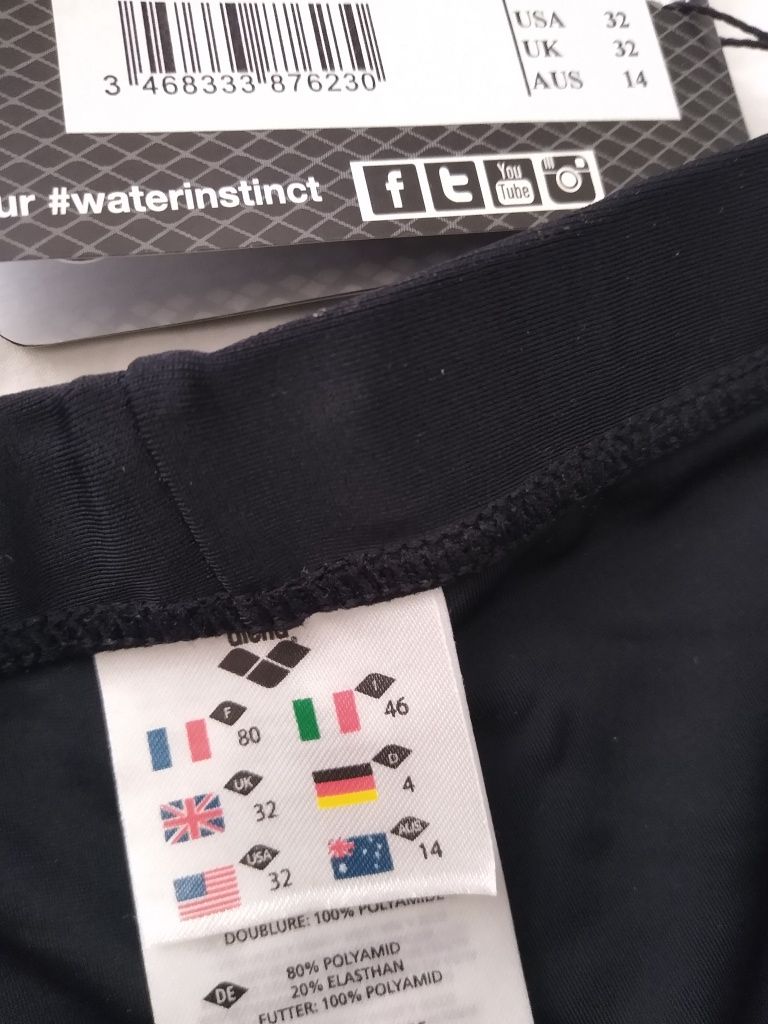 USA 32
UK 32
AUS 14
3 468333 876230
ur #waterinstinct
f
t
You
Tube
arena®
F 80
I 46
UK 32
D 4
USA 32
AUS 14
DOUBLURE: 100% POLYAMIDE
DE
80% POLYAMID
20% ELASTHAN
FUTTER: 100% POLYAMID